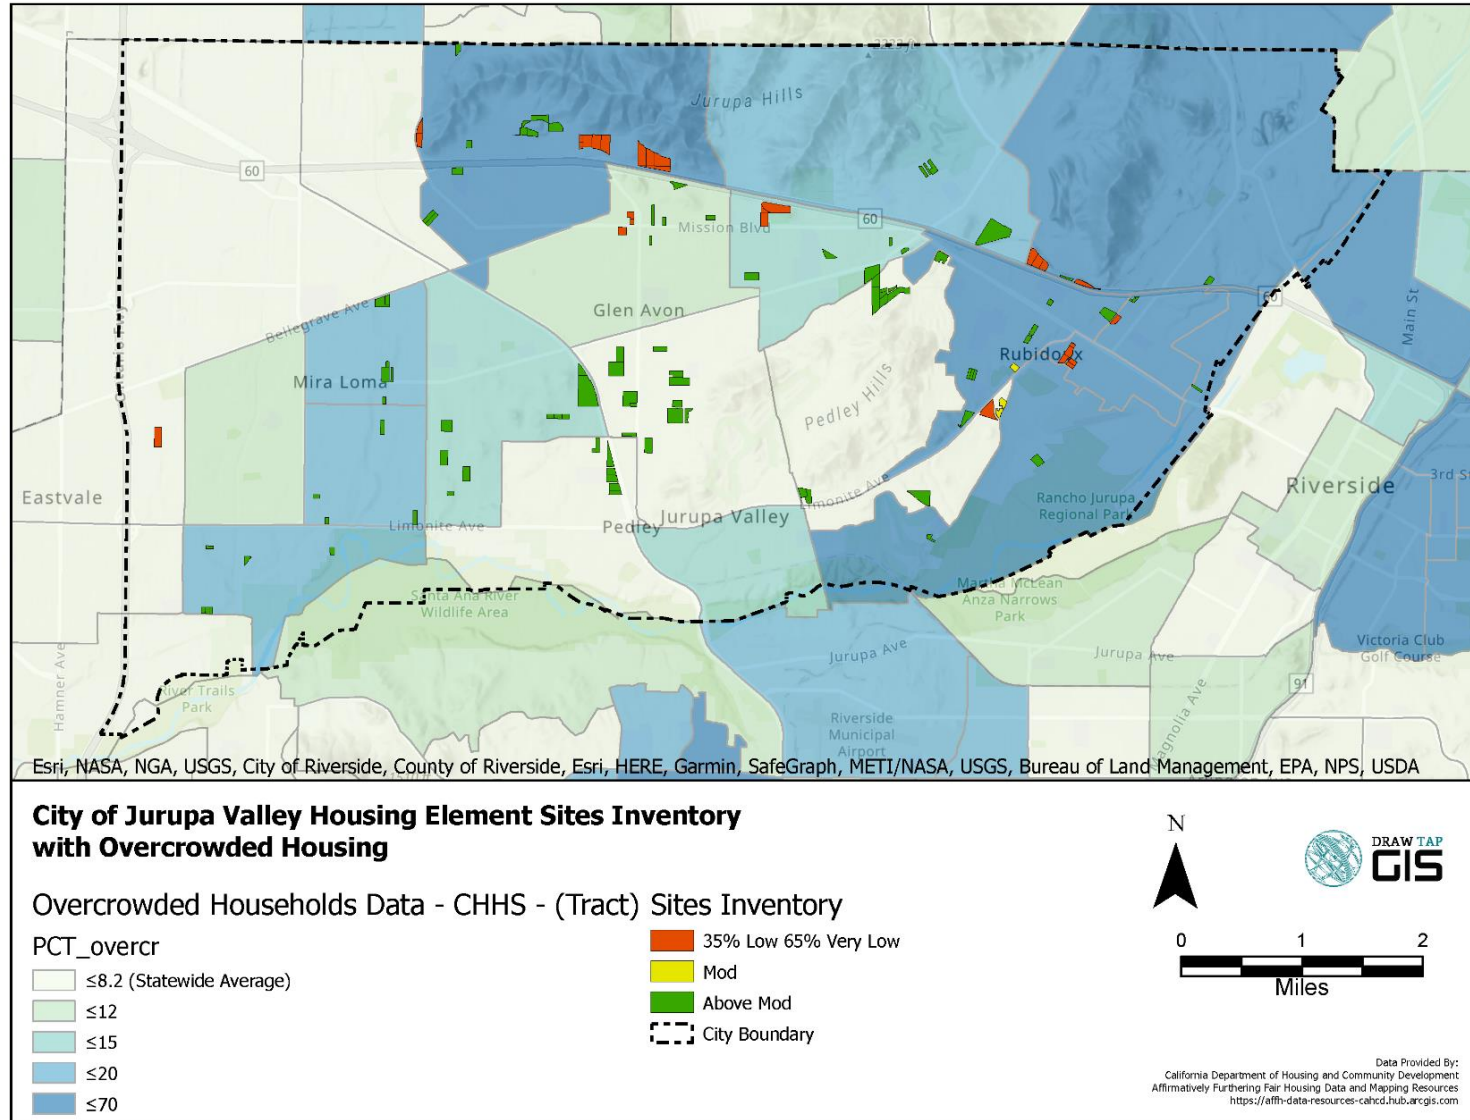 3222 ft
Jurupa Hills
60
60
Mission Blvd
Glen Avon
Bellegrave Ave
60
Main St
Rubidoux
Mira Loma
Pedley Hills
Eastvale
3rd St
Riverside
Limonite Ave
Rancho Jurupa
Regional Park
Limonite Ave
Pedley
Jurupa Valley
Santa Ana River
Wildlife Area
Martha McLean
Anza Narrows
Park
Jurupa Ave
Jurupa Ave
Victoria Club
Golf Course
Hamner Ave
River Trails
Park
91
Magnolia Ave
Riverside
Municipal
Airport
Esri, NASA, NGA, USGS, City of Riverside, County of Riverside, Esri, HERE, Garmin, SafeGraph, METI/NASA, USGS, Bureau of Land Management, EPA, NPS, USDA
City of Jurupa Valley Housing Element Sites Inventory
with Overcrowded Housing
Overcrowded Households Data - CHHS - (Tract)
PCT_overcr
≤8.2 (Statewide Average)
≤12
≤15
≤20
≤70
Sites Inventory
35% Low 65% Very Low
Mod
Above Mod
City Boundary
N
DRAW TAP
GIS
0 1 2
Miles
Data Provided By:
California Department of Housing and Community Development
Affirmatively Furthering Fair Housing Data and Mapping Resources
https://affh-data-resources-cahcd.hub.arcgis.com